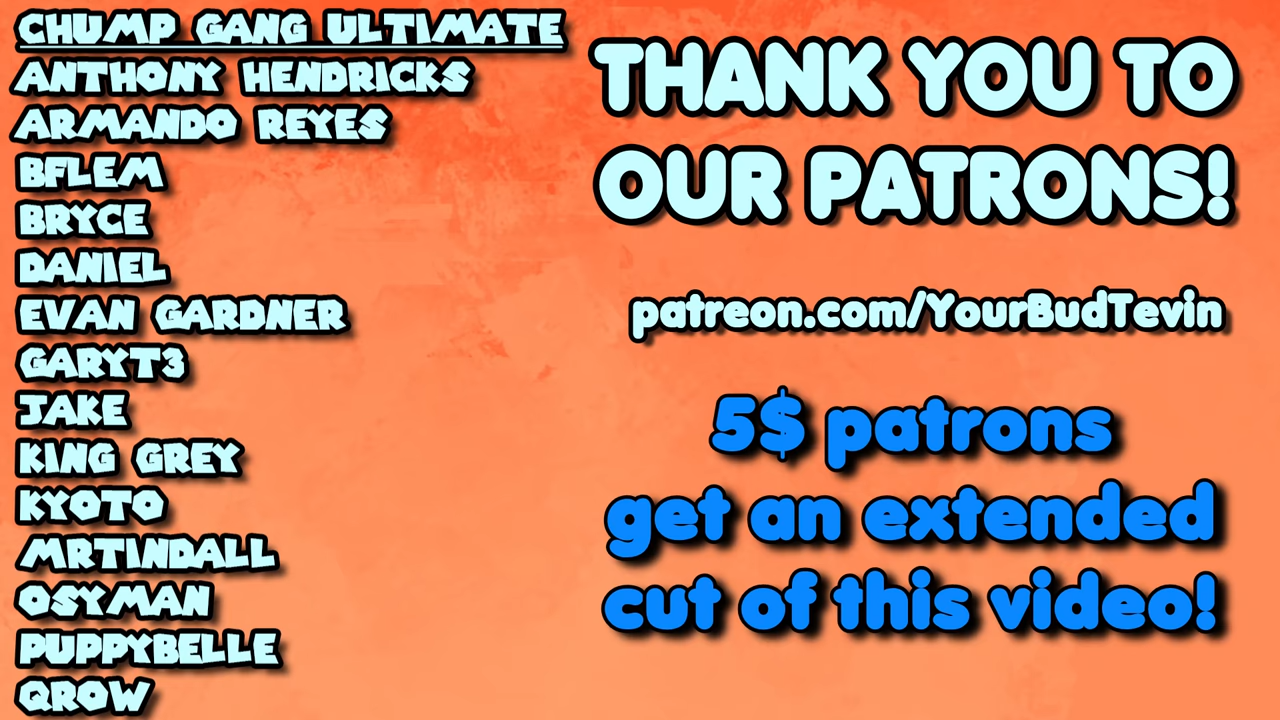 CHUMP GANG ULTIMATE
ANTHONY HENDRICKS
ARMANDO REYES
BFLEM
BRYCE
DANIEL
EVAN GARDNER
GARYT3
JAKE
KING GREY
KYOTO
MRTINDALL
OSYMAN
PUPPYBELLE
QROW
THANK YOU TO
OUR PATRONS!
patreon.com/YourBudTevin
5$ patrons
get an extended
cut of this video!